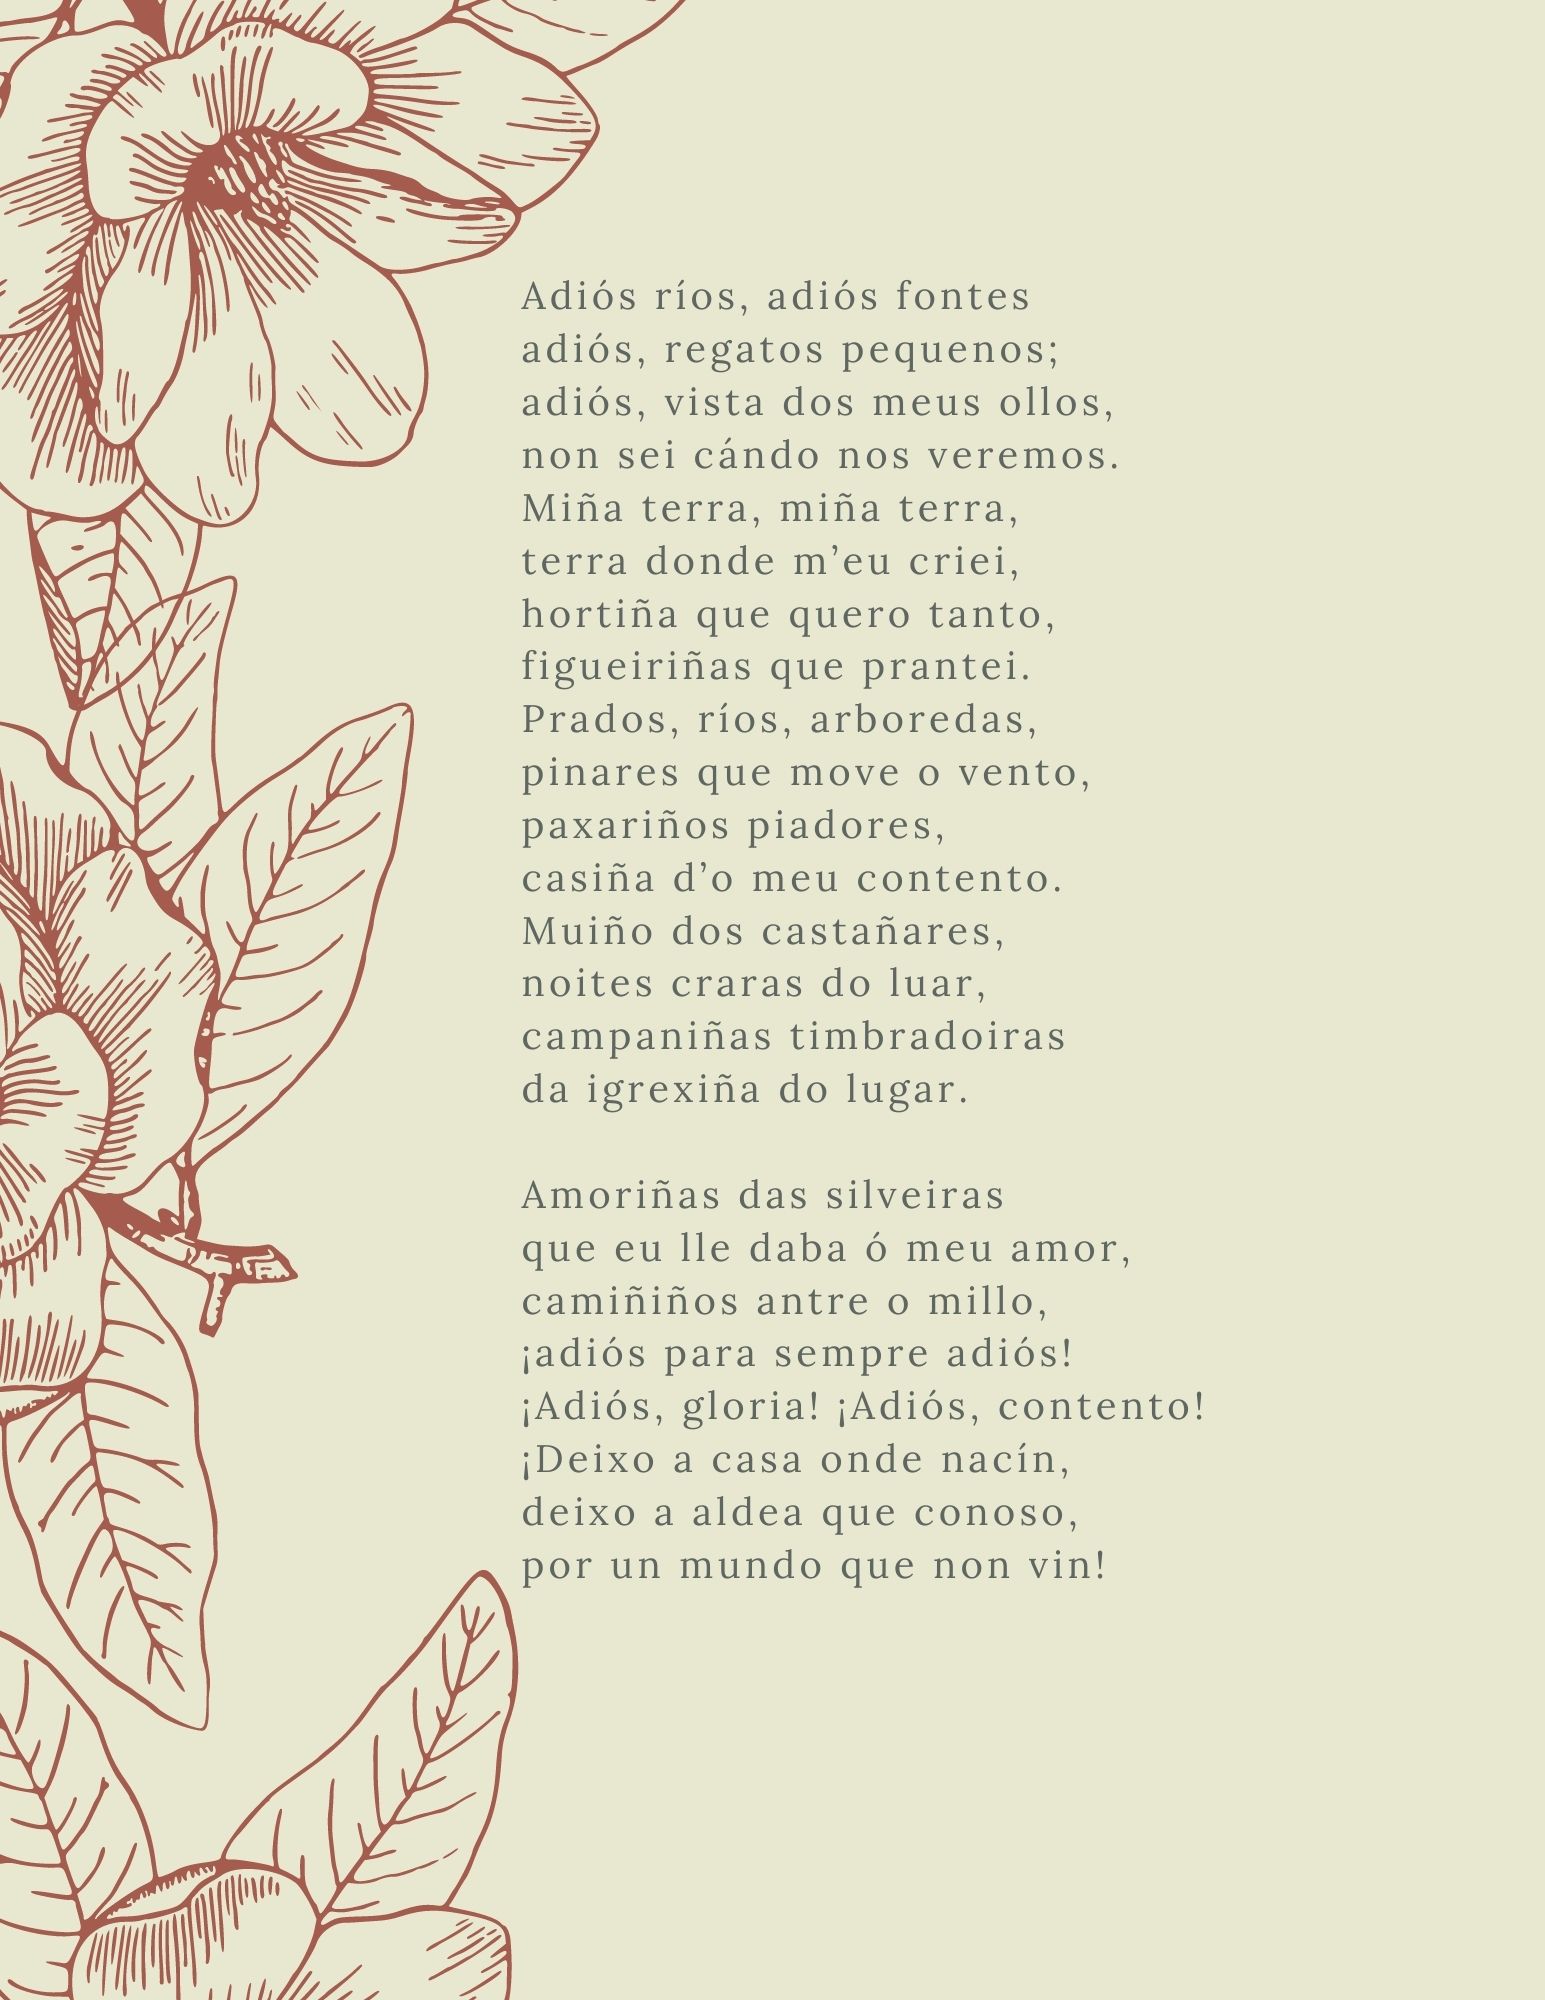 Adiós ríos, adiós fontes
adiós, regatos pequenos;
adiós, vista dos meus ollos,
non sei cándo nos veremos.
Miña terra, miña terra,
terra donde m’eu criei,
hortiña que quero tanto,
figueiriñas que prantei.
Prados, ríos, arboredas,
pinares que move o vento,
paxariños piadores,
casiña d’o meu contento.
Muiño dos castañares,
noites craras do luar,
campaniñas timbradoiras
da igrexiña do lugar.

Amoriñas das silveiras
que eu lle daba ó meu amor,
camiñiños antre o millo,
¡adiós para sempre adiós!
¡Adiós, gloria! ¡Adiós, contento!
¡Deixo a casa onde nacín,
deixo a aldea que conoso,
por un mundo que non vin!